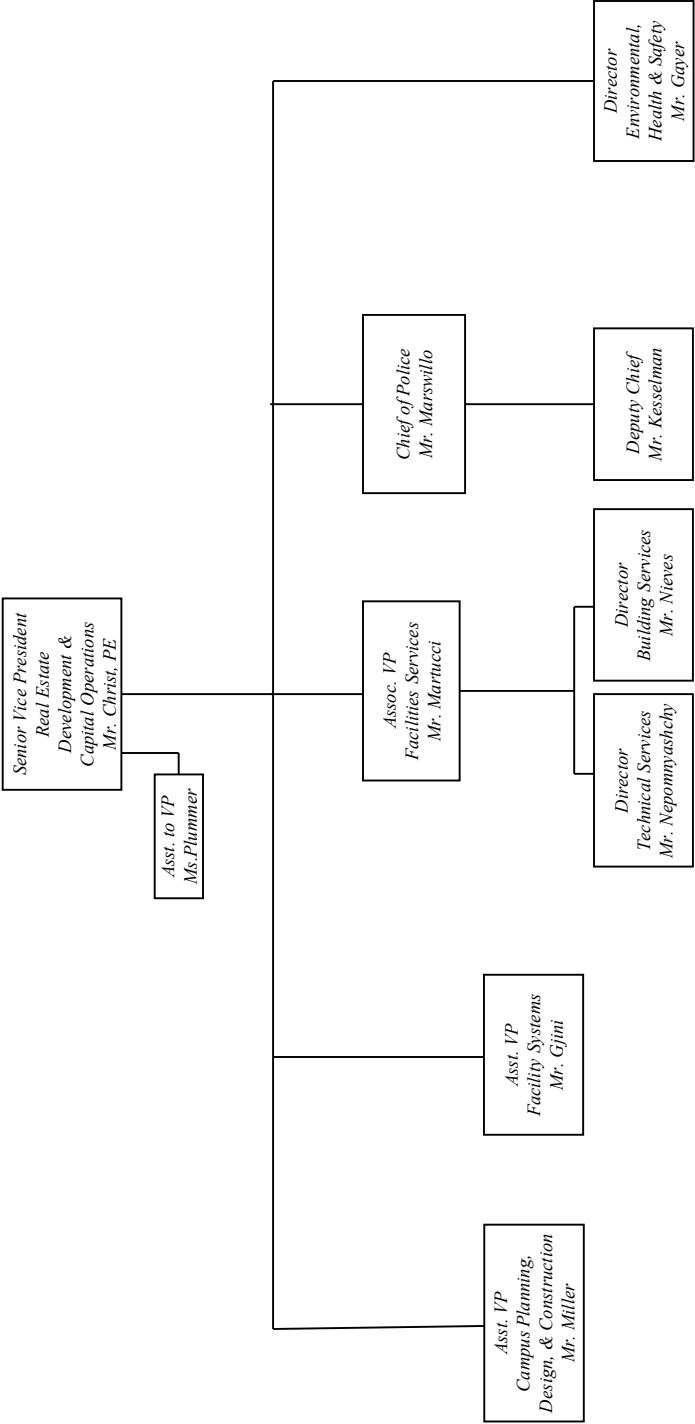 Senior Vice President
Real Estate
Development &
Capital Operations
Mr. Christ, PE
Asst. to VP
Ms.Plummer
Asst. VP
Campus Planning,
Design, & Construction
Mr. Miller
Asst. VP
Facility Systems
Mr. Gjini
Assoc. VP
Facilities Services
Mr. Martucci
Director
Technical Services
Mr. Nepomnyashchy
Director
Building Services
Mr. Nieves
Chief of Police
Mr. Marswillo
Deputy Chief
Mr. Kesselman
Director
Environmental,
Health & Safety
Mr. Gayer